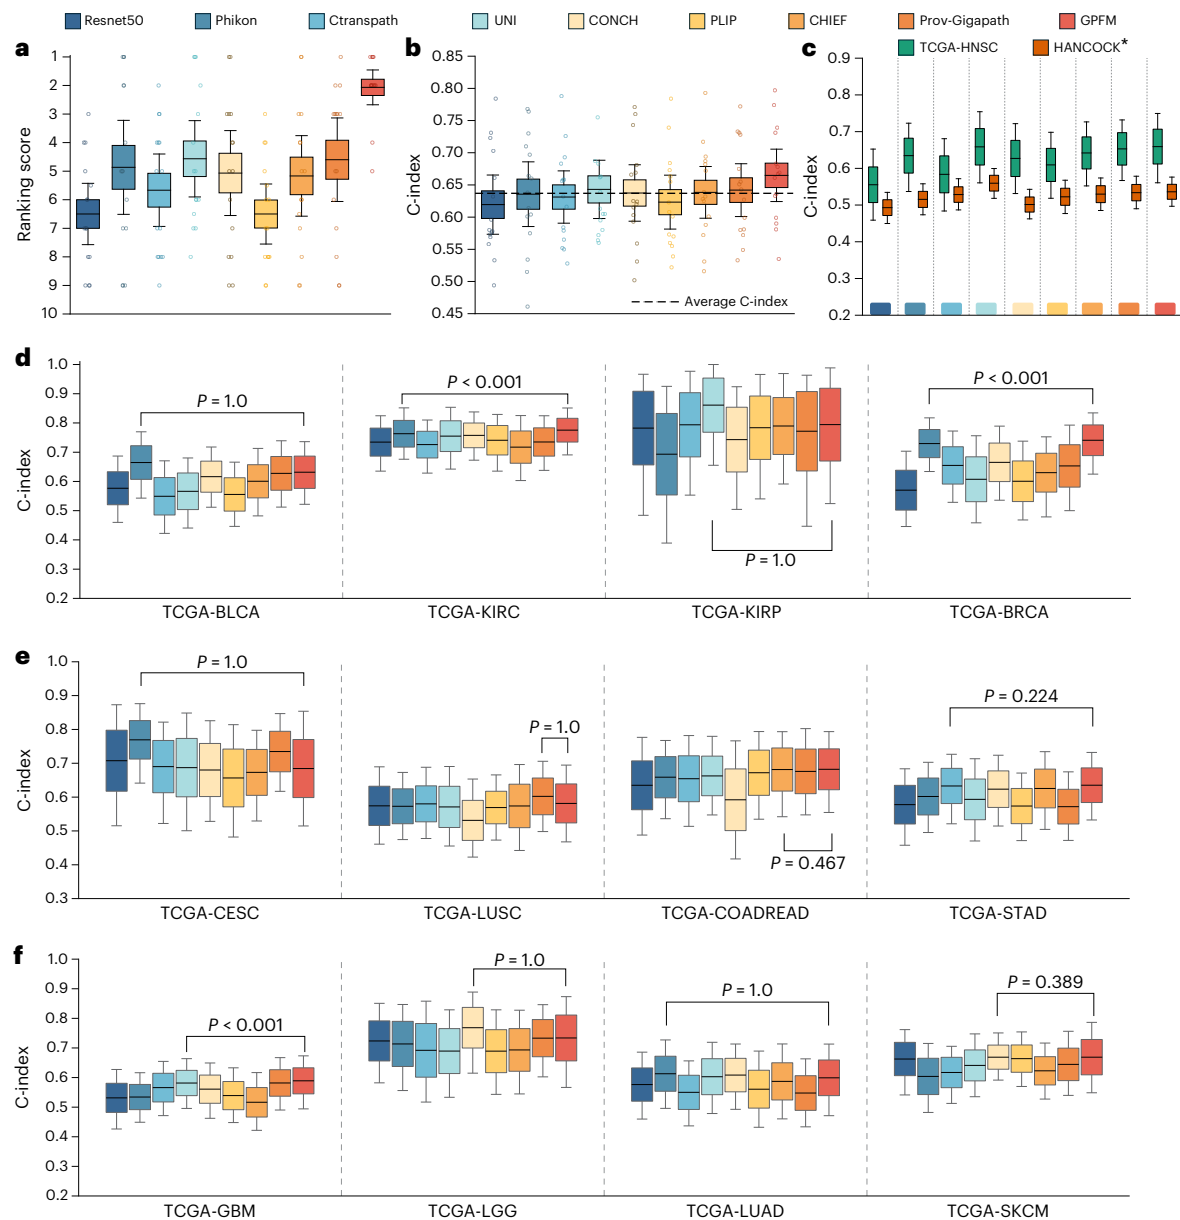 Resnet50 Phikon Ctranspath UNI CONCH PLIP CHIEF Prov-Gigapath GPFM
a
Ranking score
1
2
3
4
5
6
7
8
9
10
b
C-index
0.85
0.80
0.75
0.70
0.65
0.60
0.55
0.50
0.45
Average C-index
c
TCGA-HNSC HANCOCK*
C-index
0.9
0.8
0.7
0.6
0.5
0.4
0.3
0.2
d
C-index
1.0
0.9
0.8
0.7
0.6
0.5
0.4
0.3
0.2
P = 1.0
P < 0.001
P = 1.0
P < 0.001
TCGA-BLCA TCGA-KIRC TCGA-KIRP TCGA-BRCA
e
C-index
1.0
0.9
0.8
0.7
0.6
0.5
0.4
0.3
P = 1.0
P = 1.0
P = 0.467
P = 0.224
TCGA-CESC TCGA-LUSC TCGA-COADREAD TCGA-STAD
f
C-index
1.0
0.9
0.8
0.7
0.6
0.5
0.4
0.3
0.2
P < 0.001
P = 1.0
P = 1.0
P = 0.389
TCGA-GBM TCGA-LGG TCGA-LUAD TCGA-SKCM